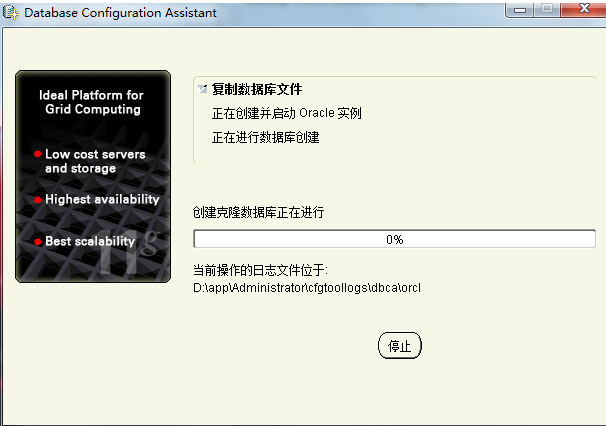 Database Configuration Assistant
Ideal Platform for
Grid Computing
Low cost servers
and storage
Highest availability
Best scalability
11g
复制数据库文件
正在创建并启动 Oracle 实例
正在进行数据库创建
创建克隆数据库正在进行
0%
当前操作的日志文件位于:
D:\app\Administrator\cfgtoollogs\dbca\orcl
停止